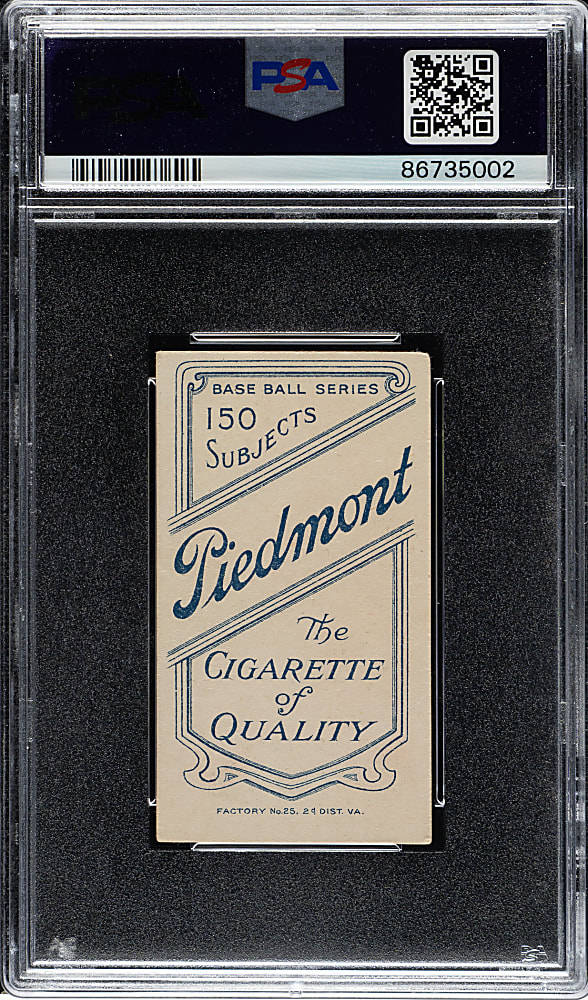 PSA
86735002
BASE BALL SERIES
150
SUBJECTS
Piedmont
The
CIGARETTE
of
QUALITY
FACTORY No. 25, 2d DIST. VA.